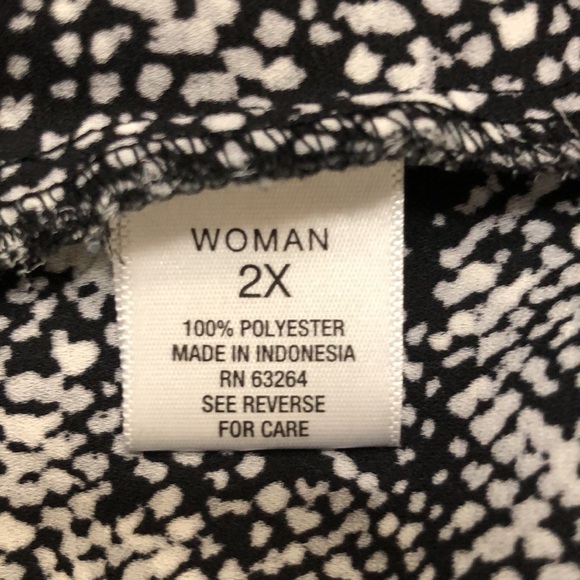 WOMAN
2X
100% POLYESTER
MADE IN INDONESIA
RN 63264
SEE REVERSE
FOR CARE